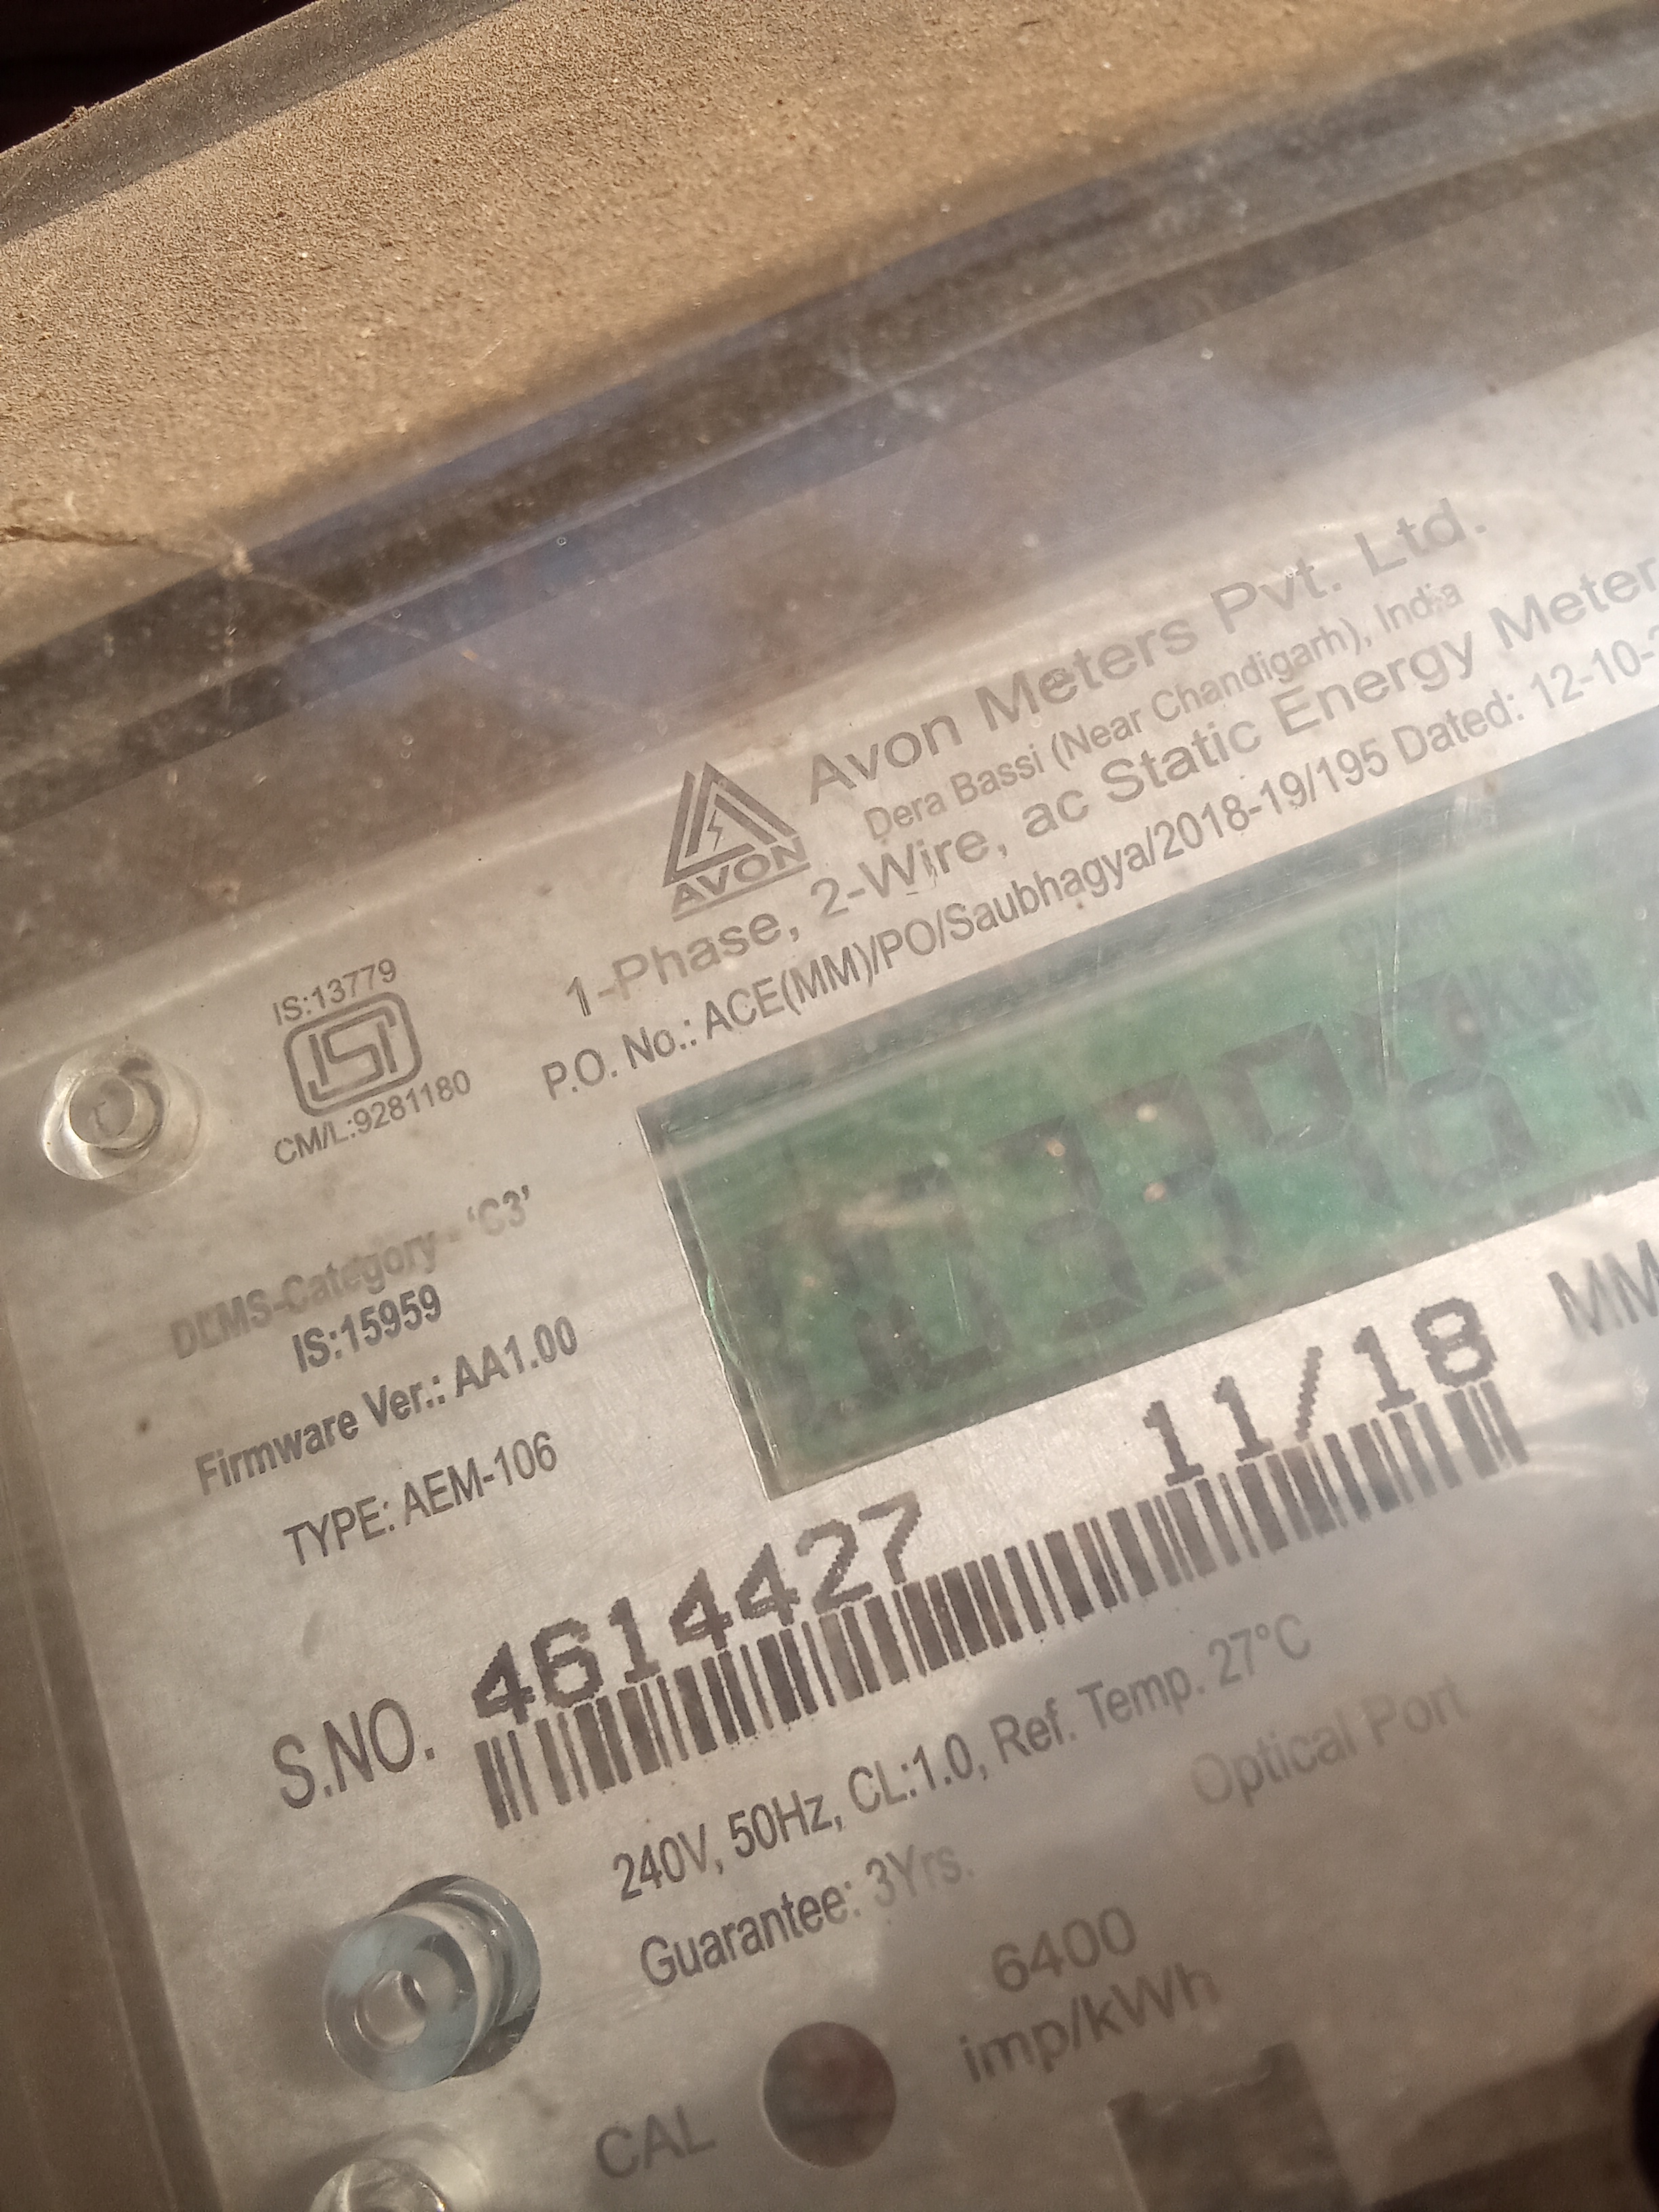 Avon Meters Pvt. Ltd.
Dera Bassi (Near Chandigarh), India
AVON
1-Phase, 2-Wire, ac Static Energy Meter
P.O. No.: ACE(MM)/PO/Saubhagya/2018-19/195 Dated: 12-10-
IS:13779
ISI
CM/L:9281180
DLMS-Category - 'C3'
IS:15959
Firmware Ver.: AA1.00
TYPE: AEM-106
11/18 MM
S.NO. 4614427
240V, 50Hz, CL:1.0, Ref. Temp. 27°C
Guarantee: 3Yrs.
Optical Port
6400
imp/kWh
CAL